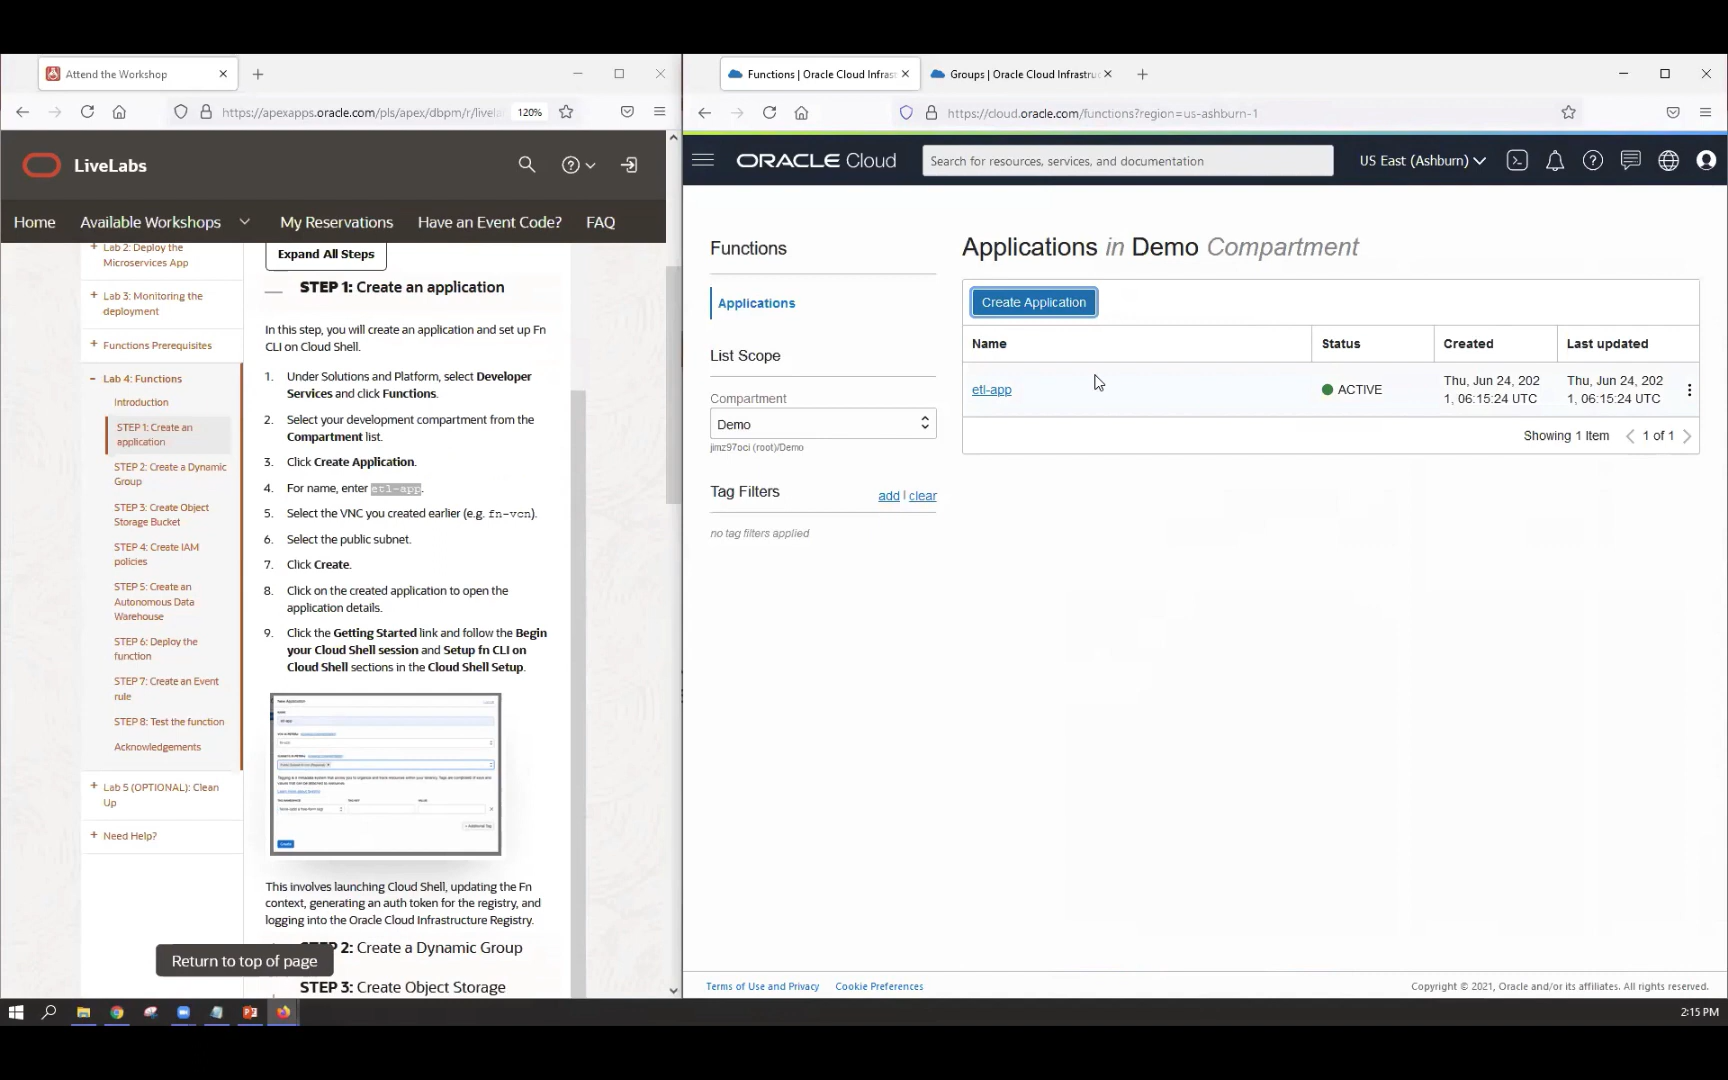 Attend the Workshop
https://apexapps.oracle.com/pls/apex/dbpm/r/livela
120%
LiveLabs
Home
Available Workshops
My Reservations
Have an Event Code?
FAQ
Lab 2: Deploy the
Microservices App
Lab 3: Monitoring the
deployment
Functions Prerequisites
Lab 4: Functions
Introduction
STEP 1: Create an
application
STEP 2: Create a Dynamic
Group
STEP 3: Create Object
Storage Bucket
STEP 4: Create IAM
policies
STEP 5: Create an
Autonomous Data
Warehouse
STEP 6: Deploy the
function
STEP 7: Create an Event
rule
STEP 8: Test the function
Acknowledgements
Lab 5 (OPTIONAL): Clean
Up
Need Help?
Expand All Steps
STEP 1: Create an application
In this step, you will create an application and set up Fn
CLI on Cloud Shell.
1. Under Solutions and Platform, select Developer
Services and click Functions.
2. Select your development compartment from the
Compartment list.
3. Click Create Application.
4. For name, enter etl-app.
5. Select the VNC you created earlier (e.g. fn-vcn).
6. Select the public subnet.
7. Click Create.
8. Click on the created application to open the
application details.
9. Click the Getting Started link and follow the Begin
your Cloud Shell session and Setup fn CLI on
Cloud Shell sections in the Cloud Shell Setup.
New Application
Create
This involves launching Cloud Shell, updating the Fn
context, generating an auth token for the registry, and
logging into the Oracle Cloud Infrastructure Registry.
2: Create a Dynamic Group
Return to top of page
STEP 3: Create Object Storage
Functions | Oracle Cloud Infras
Groups | Oracle Cloud Infrastruc
https://cloud.oracle.com/functions?region=us-ashburn-1
ORACLE Cloud
Search for resources, services, and documentation
US East (Ashburn)
Functions
Applications
List Scope
Compartment
Demo
jimz97oci (root)/Demo
Tag Filters
add | clear
no tag filters applied
Applications in Demo Compartment
Create Application
Name
Status
Created
Last updated
etl-app
ACTIVE
Thu, Jun 24, 202
1, 06:15:24 UTC
Thu, Jun 24, 202
1, 06:15:24 UTC
Showing 1 Item
1 of 1
Terms of Use and Privacy
Cookie Preferences
Copyright © 2021, Oracle and/or its affiliates. All rights reserved.
2:15 PM